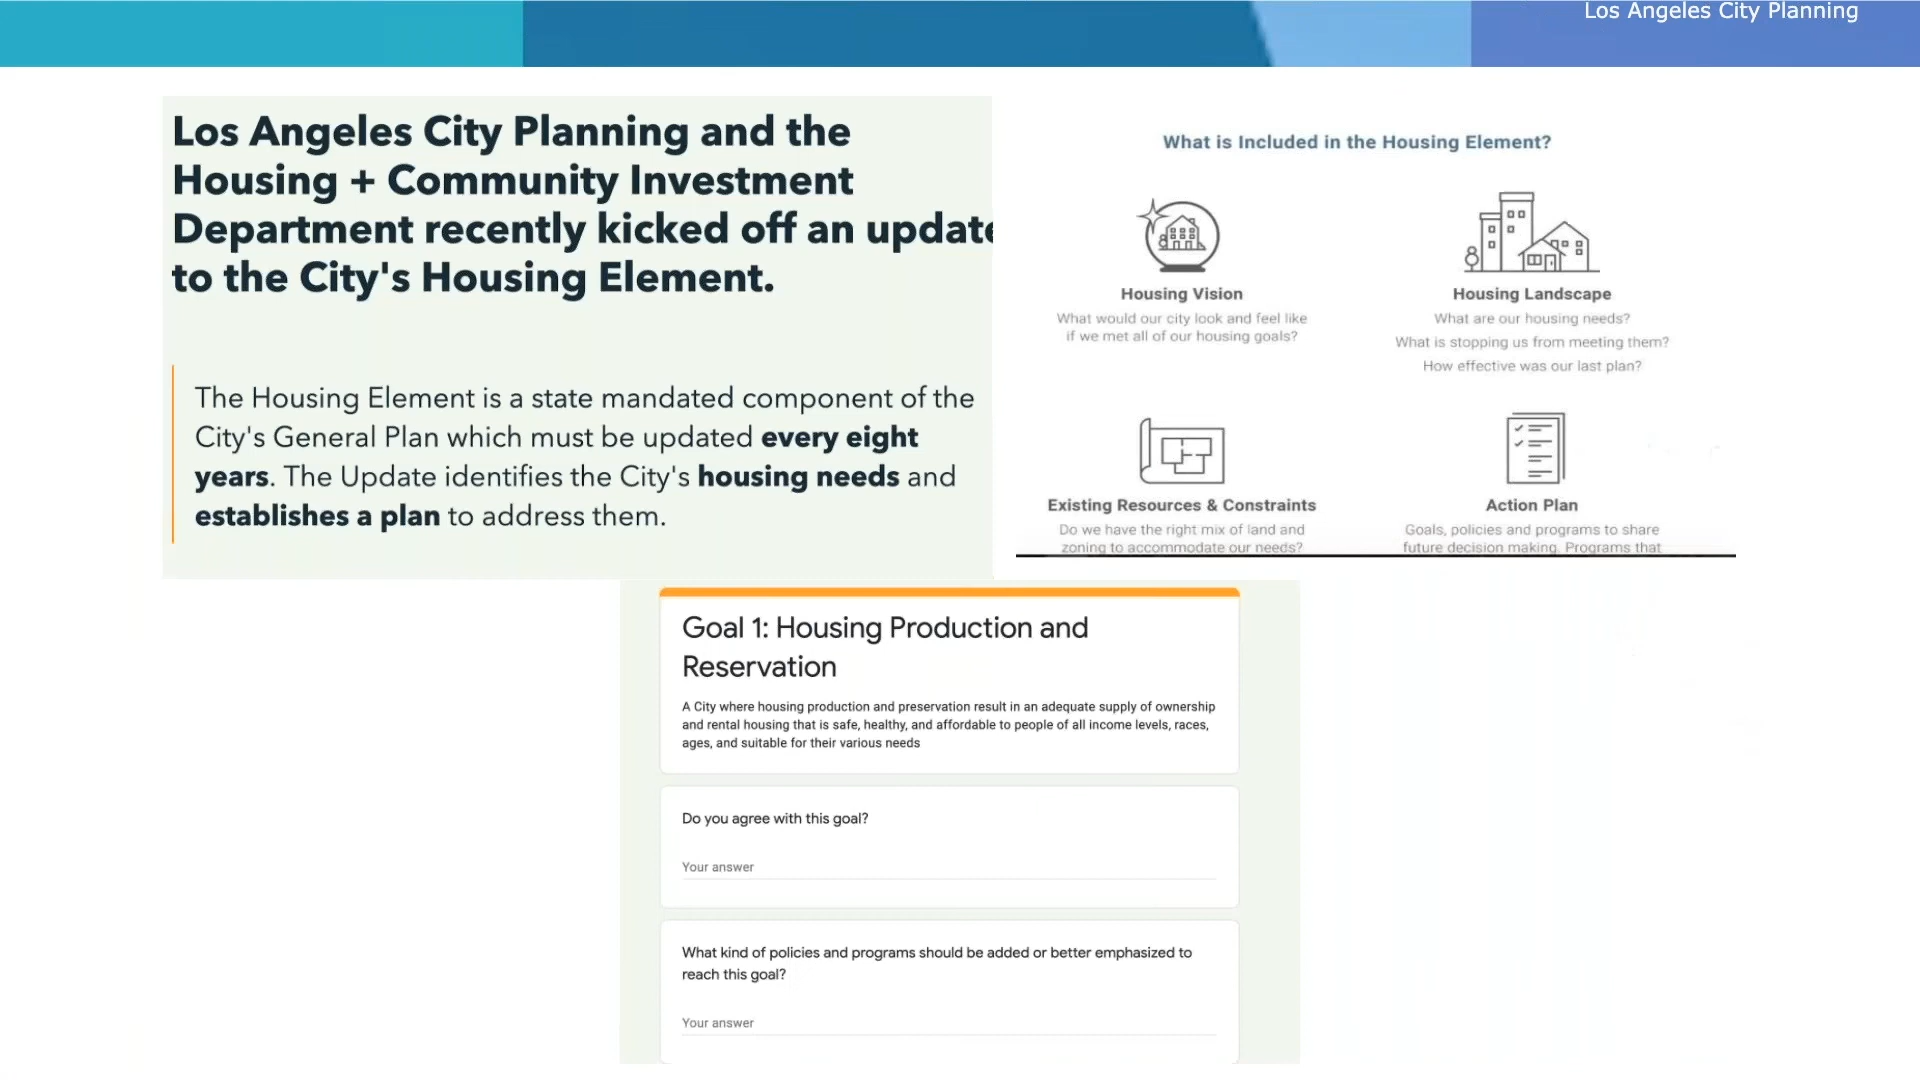 Los Angeles City Planning
Los Angeles City Planning and the
Housing + Community Investment
Department recently kicked off an update
to the City's Housing Element.
The Housing Element is a state mandated component of the
City's General Plan which must be updated every eight
years. The Update identifies the City's housing needs and
establishes a plan to address them.
What is Included in the Housing Element?
Housing Vision
What would our city look and feel like
if we met all of our housing goals?
Housing Landscape
What are our housing needs?
What is stopping us from meeting them?
How effective was our last plan?
Existing Resources & Constraints
Do we have the right mix of land and
zoning to accommodate our needs?
Action Plan
Goals, policies and programs to share
future decision making. Programs that
Goal 1: Housing Production and
Reservation
A City where housing production and preservation result in an adequate supply of ownership
and rental housing that is safe, healthy, and affordable to people of all income levels, races,
ages, and suitable for their various needs
Do you agree with this goal?
Your answer
What kind of policies and programs should be added or better emphasized to
reach this goal?
Your answer